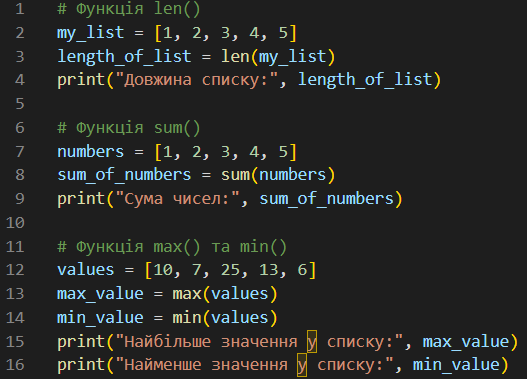 1 # Функція len()
2 my_list = [1, 2, 3, 4, 5]
3 length_of_list = len(my_list)
4 print("Довжина списку:", length_of_list)
5
6 # Функція sum()
7 numbers = [1, 2, 3, 4, 5]
8 sum_of_numbers = sum(numbers)
9 print("Сума чисел:", sum_of_numbers)
10
11 # Функція max() та min()
12 values = [10, 7, 25, 13, 6]
13 max_value = max(values)
14 min_value = min(values)
15 print("Найбільше значення у списку:", max_value)
16 print("Найменше значення у списку:", min_value)